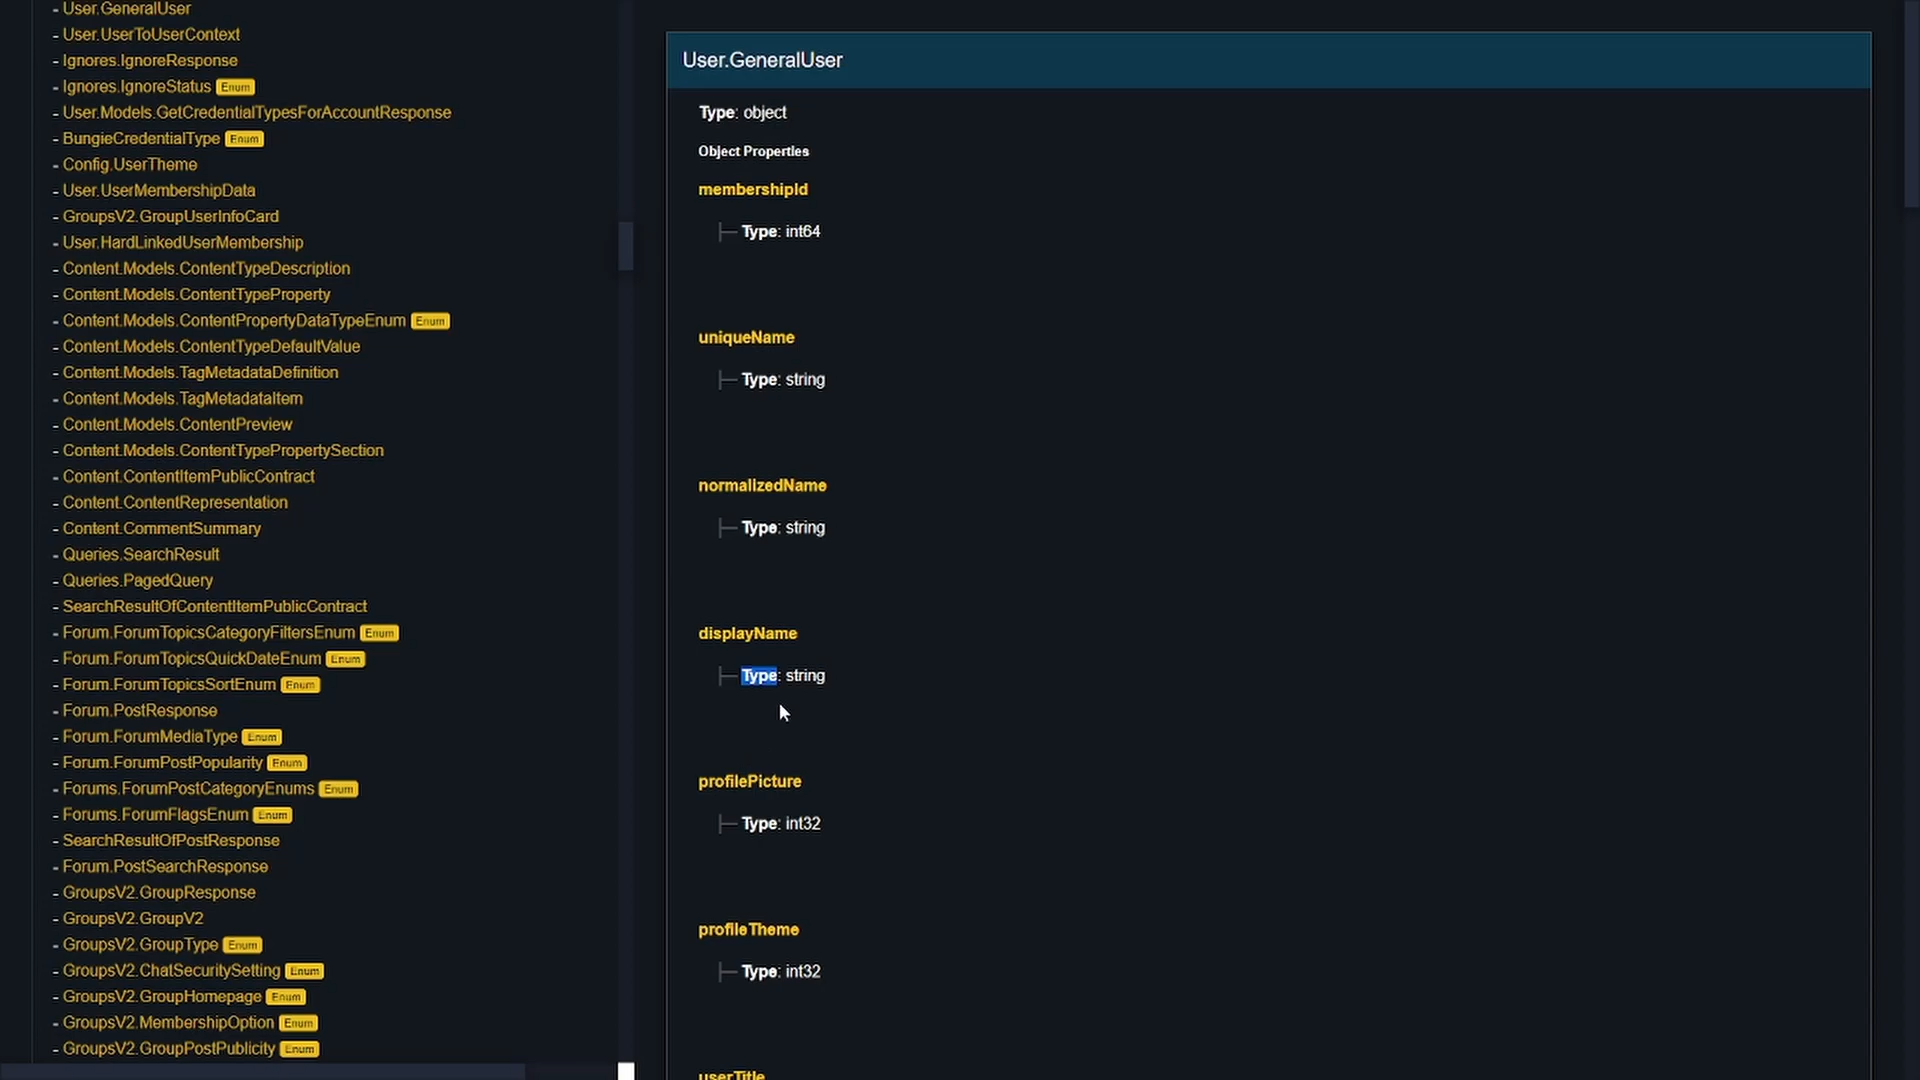 - User.GeneralUser
- User.UserToUserContext
- Ignores.IgnoreResponse
- Ignores.IgnoreStatus Enum
- User.Models.GetCredentialTypesForAccountResponse
- BungieCredentialType Enum
- Config.UserTheme
- User.UserMembershipData
- GroupsV2.GroupUserInfoCard
- User.HardLinkedUserMembership
- Content.Models.ContentTypeDescription
- Content.Models.ContentTypeProperty
- Content.Models.ContentPropertyDataTypeEnum Enum
- Content.Models.ContentTypeDefaultValue
- Content.Models.TagMetadataDefinition
- Content.Models.TagMetadataItem
- Content.Models.ContentPreview
- Content.Models.ContentTypePropertySection
- Content.ContentItemPublicContract
- Content.ContentRepresentation
- Content.CommentSummary
- Queries.SearchResult
- Queries.PagedQuery
- SearchResultOfContentItemPublicContract
- Forum.ForumTopicsCategoryFiltersEnum Enum
- Forum.ForumTopicsQuickDateEnum Enum
- Forum.ForumTopicsSortEnum Enum
- Forum.PostResponse
- Forum.ForumMediaType Enum
- Forum.ForumPostPopularity Enum
- Forums.ForumPostCategoryEnums Enum
- Forums.ForumFlagsEnum Enum
- SearchResultOfPostResponse
- Forum.PostSearchResponse
- GroupsV2.GroupResponse
- GroupsV2.GroupV2
- GroupsV2.GroupType Enum
- GroupsV2.ChatSecuritySetting Enum
- GroupsV2.GroupHomepage Enum
- GroupsV2.MembershipOption Enum
- GroupsV2.GroupPostPublicity Enum
User.GeneralUser
Type: object
Object Properties
membershipId
Type: int64
uniqueName
Type: string
normalizedName
Type: string
displayName
Type: string
profilePicture
Type: int32
profileTheme
Type: int32
userTitle